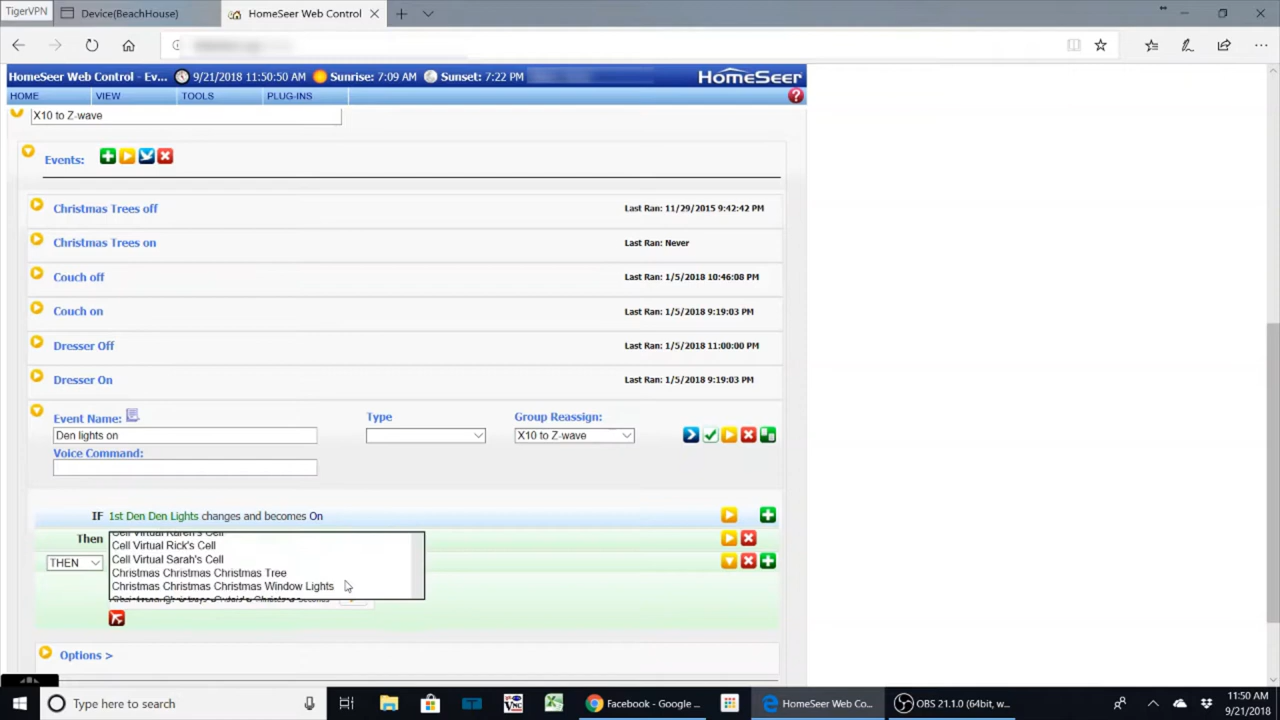 TigerVPN
Device(BeachHouse)
HomeSeer Web Control
HomeSeer Web Control - Ev...
9/21/2018 11:50:50 AM
Sunrise: 7:09 AM
Sunset: 7:22 PM
HomeSeer
HOME
VIEW
TOOLS
PLUG-INS
?
X10 to Z-wave
Events:
Christmas Trees off
Last Ran: 11/29/2015 9:42:42 PM
Christmas Trees on
Last Ran: Never
Couch off
Last Ran: 1/5/2018 10:46:08 PM
Couch on
Last Ran: 1/5/2018 9:19:03 PM
Dresser Off
Last Ran: 1/5/2018 11:00:00 PM
Dresser On
Last Ran: 1/5/2018 9:19:03 PM
Event Name:
Type
Group Reassign:
Den lights on
X10 to Z-wave
Voice Command:
IF 1st Den Den Lights changes and becomes On
Then
Cell Virtual Karen's Cell
Cell Virtual Rick's Cell
Cell Virtual Sarah's Cell
THEN
Christmas Christmas Christmas Tree
Christmas Christmas Christmas Window Lights
Options >
Type here to search
Facebook - Google ...
HomeSeer Web Co...
OBS 21.1.0 (64bit, w...
11:50 AM
9/21/2018